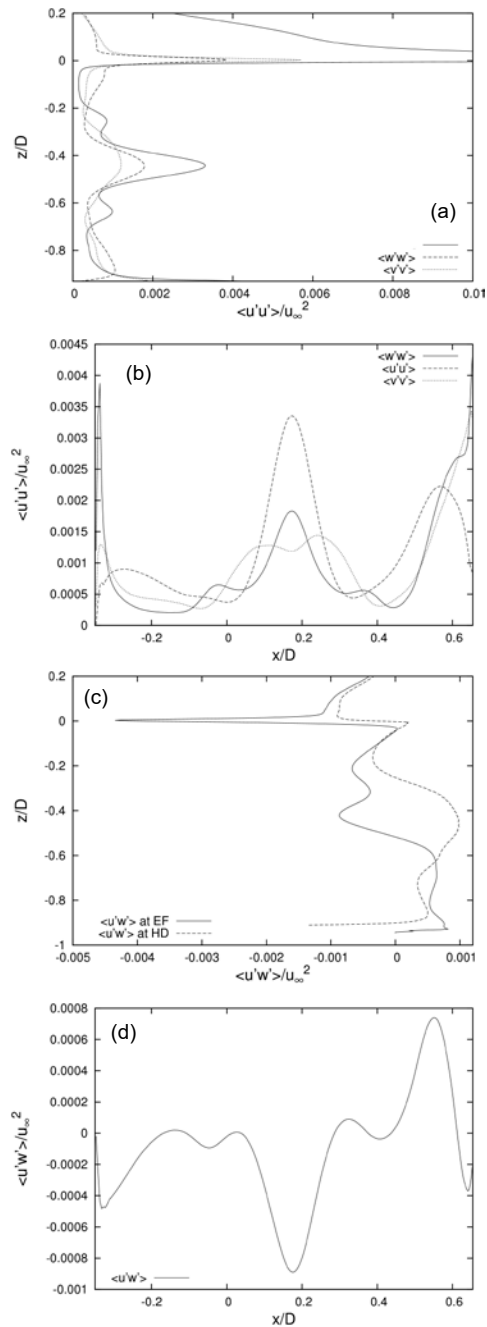 0.2
0
-0.2
-0.4
-0.6
-0.8
z/D
(a)
<w'w'>
<v'v'>
0 0.002 0.004 0.006 0.008 0.01
<u'u'>/u∞²
(b)
<w'w'>
<u'u'>
<v'v'>
0.0045
0.004
0.0035
0.003
0.0025
0.002
0.0015
0.001
0.0005
0
<u'u'>/u∞²
-0.2 0 0.2 0.4 0.6
x/D
(c)
0.2
0
-0.2
-0.4
-0.6
-0.8
-1
z/D
<u'w'> at EF
<u'w'> at HD
-0.005 -0.004 -0.003 -0.002 -0.001 0 0.001
<u'w'>/u∞²
(d)
0.0008
0.0006
0.0004
0.0002
0
-0.0002
-0.0004
-0.0006
-0.0008
-0.001
<u'w'>/u∞²
<u'w'>
-0.2 0 0.2 0.4 0.6
x/D